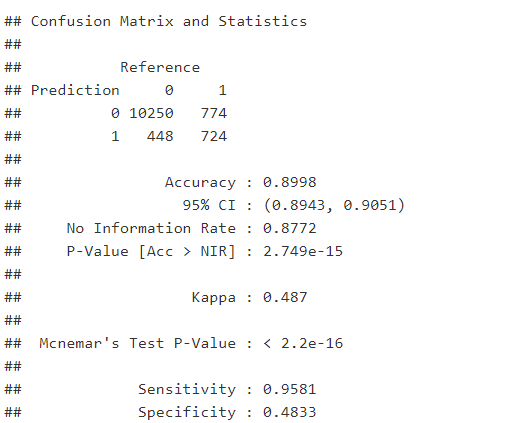 ## Confusion Matrix and Statistics
##
##           Reference
## Prediction     0     1
##          0 10250   774
##          1   448   724
##
##                Accuracy : 0.8998
##                  95% CI : (0.8943, 0.9051)
##     No Information Rate : 0.8772
##     P-Value [Acc > NIR] : 2.749e-15
##
##                   Kappa : 0.487
##
##  Mcnemar's Test P-Value : < 2.2e-16
##
##             Sensitivity : 0.9581
##             Specificity : 0.4833